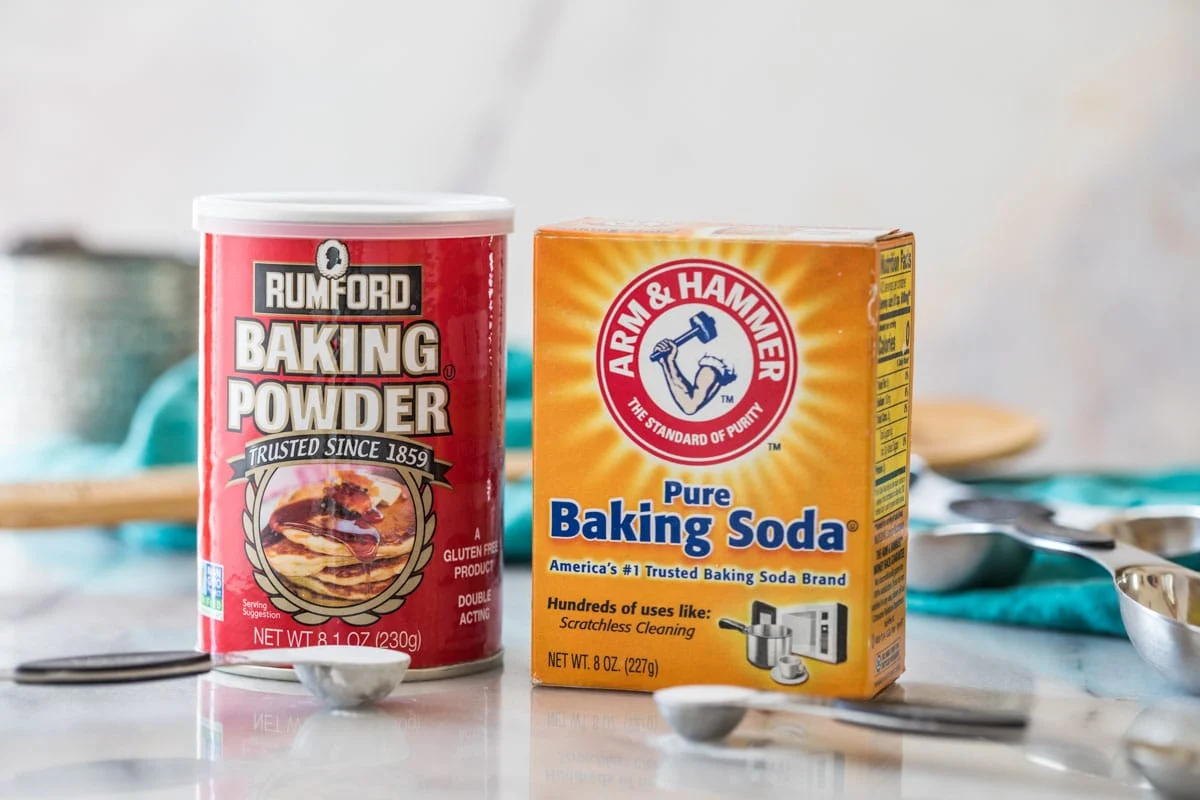 RUMFORD
BAKING
POWDER
TRUSTED SINCE 1859
A
GLUTEN FREE
PRODUCT
DOUBLE
ACTING
Serving
Suggestion
NET WT 8.1 OZ (230g)
ARM & HAMMER
THE STANDARD OF PURITY
TM
TM
Pure
Baking Soda
America's #1 Trusted Baking Soda Brand
Hundreds of uses like:
Scratchless Cleaning
NET WT. 8 OZ. (227g)
Nutrition Facts
Calories 0